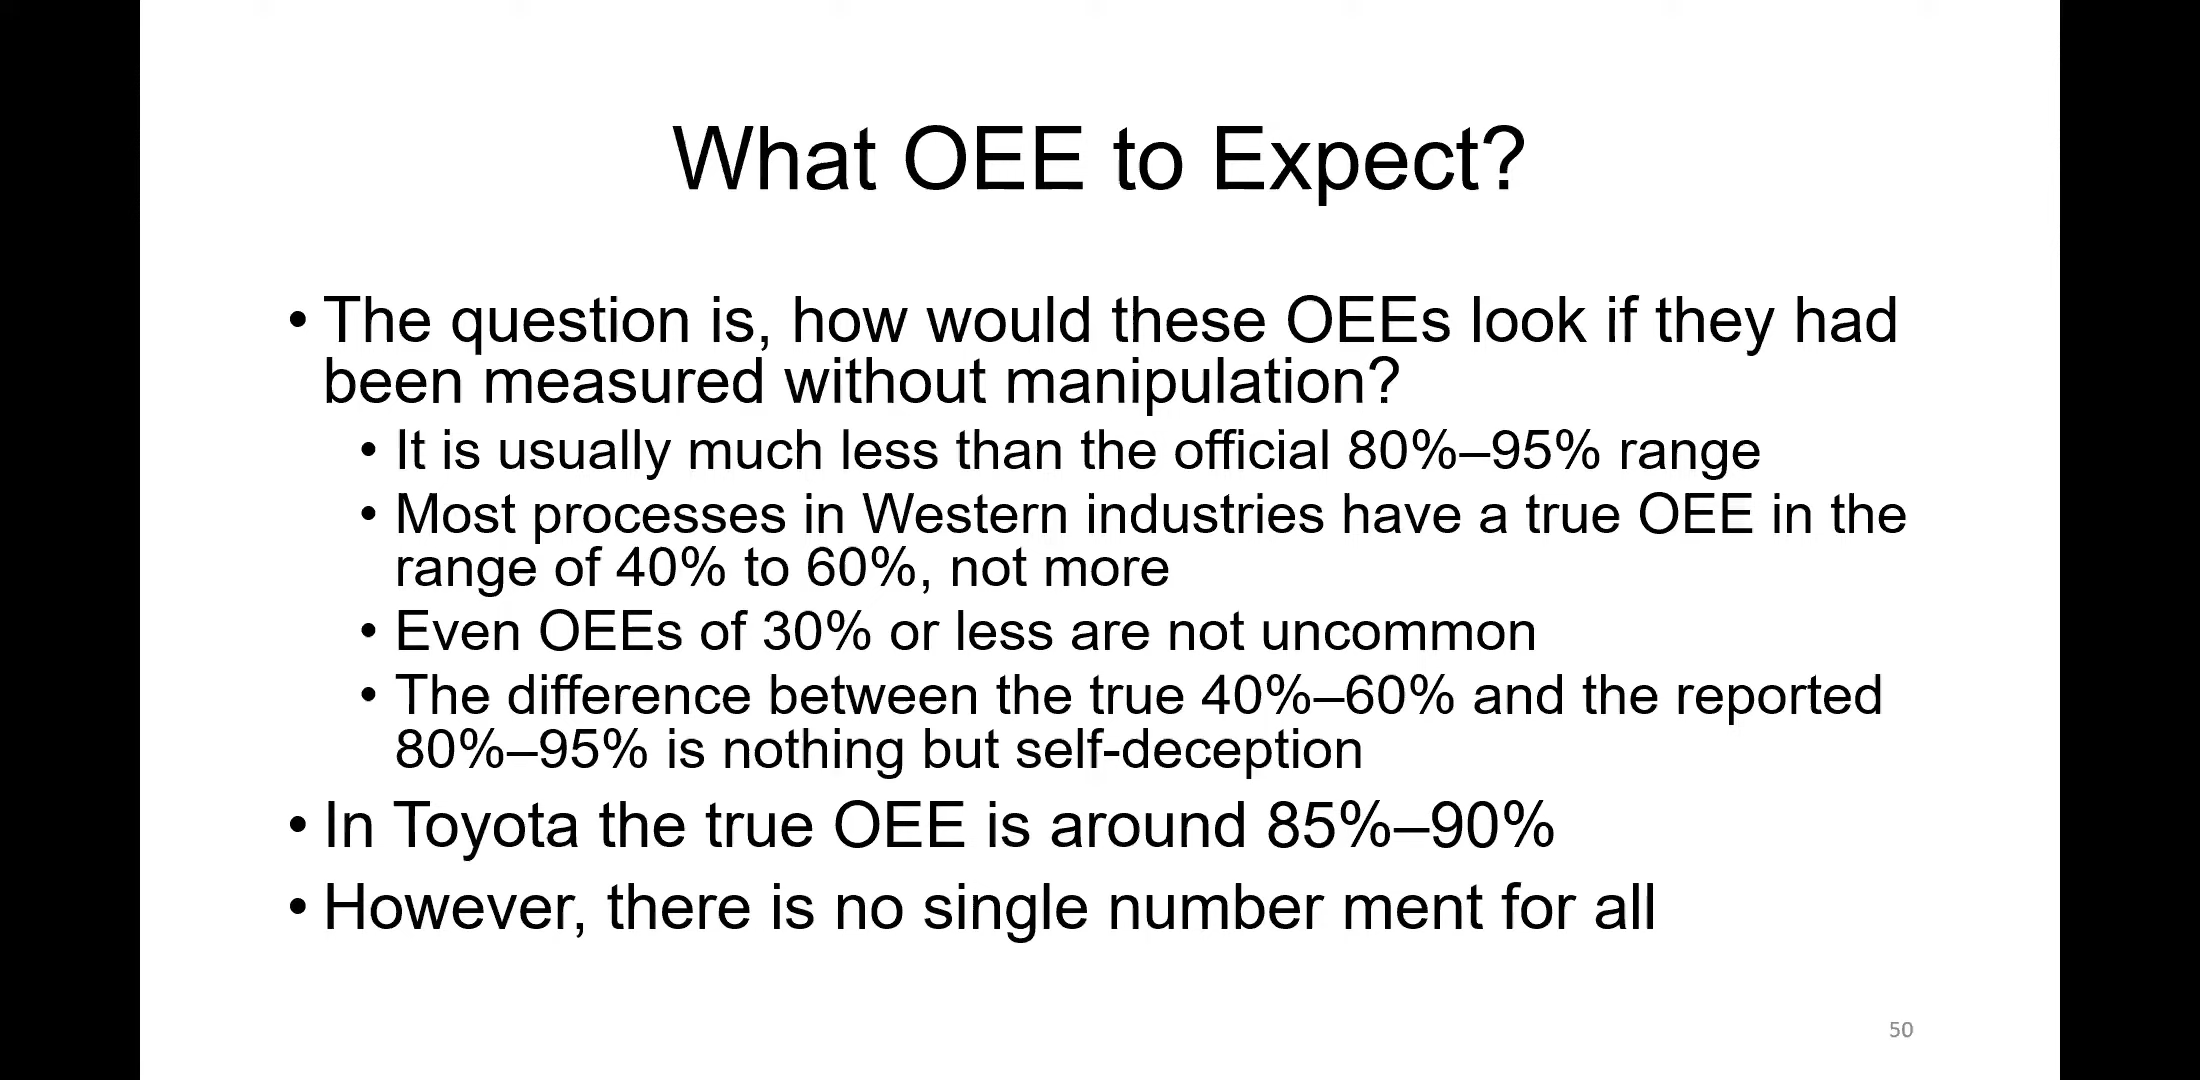 What OEE to Expect?
• The question is, how would these OEEs look if they had
been measured without manipulation?
• It is usually much less than the official 80%–95% range
• Most processes in Western industries have a true OEE in the
range of 40% to 60%, not more
• Even OEEs of 30% or less are not uncommon
• The difference between the true 40%–60% and the reported
80%–95% is nothing but self-deception
• In Toyota the true OEE is around 85%–90%
• However, there is no single number ment for all
50